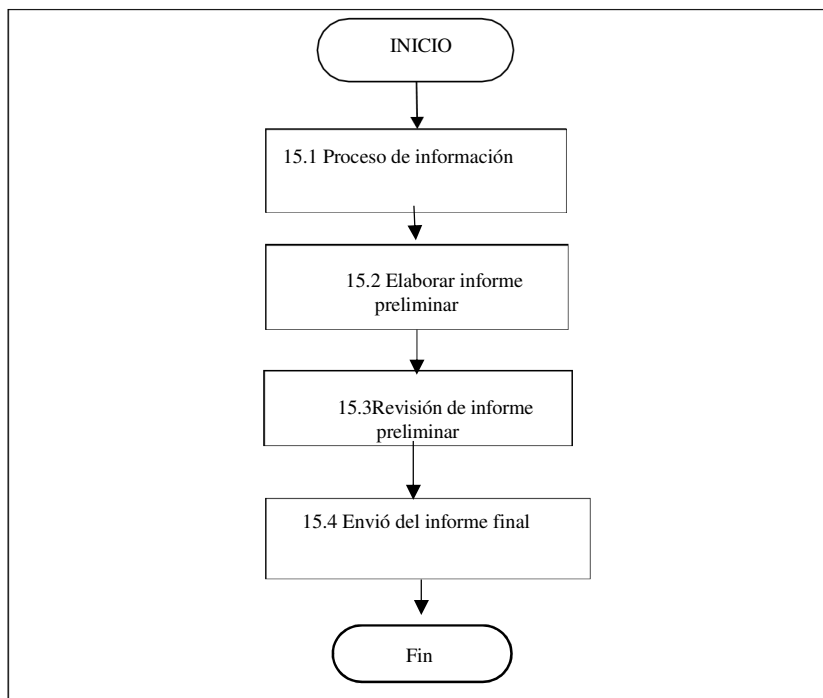 INICIO
15.1 Proceso de información
15.2 Elaborar informe
preliminar
15.3Revisión de informe
preliminar
15.4 Envió del informe final
Fin